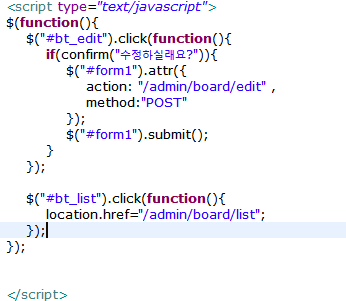 <script type="text/javascript">
$(function(){
$("#bt_edit").click(function(){
if(confirm("수정하실래요?")){
$("#form1").attr({
action: "/admin/board/edit" ,
method:"POST"
});
$("#form1").submit();
}
});
$("#bt_list").click(function(){
location.href="/admin/board/list";
});
});
</script>